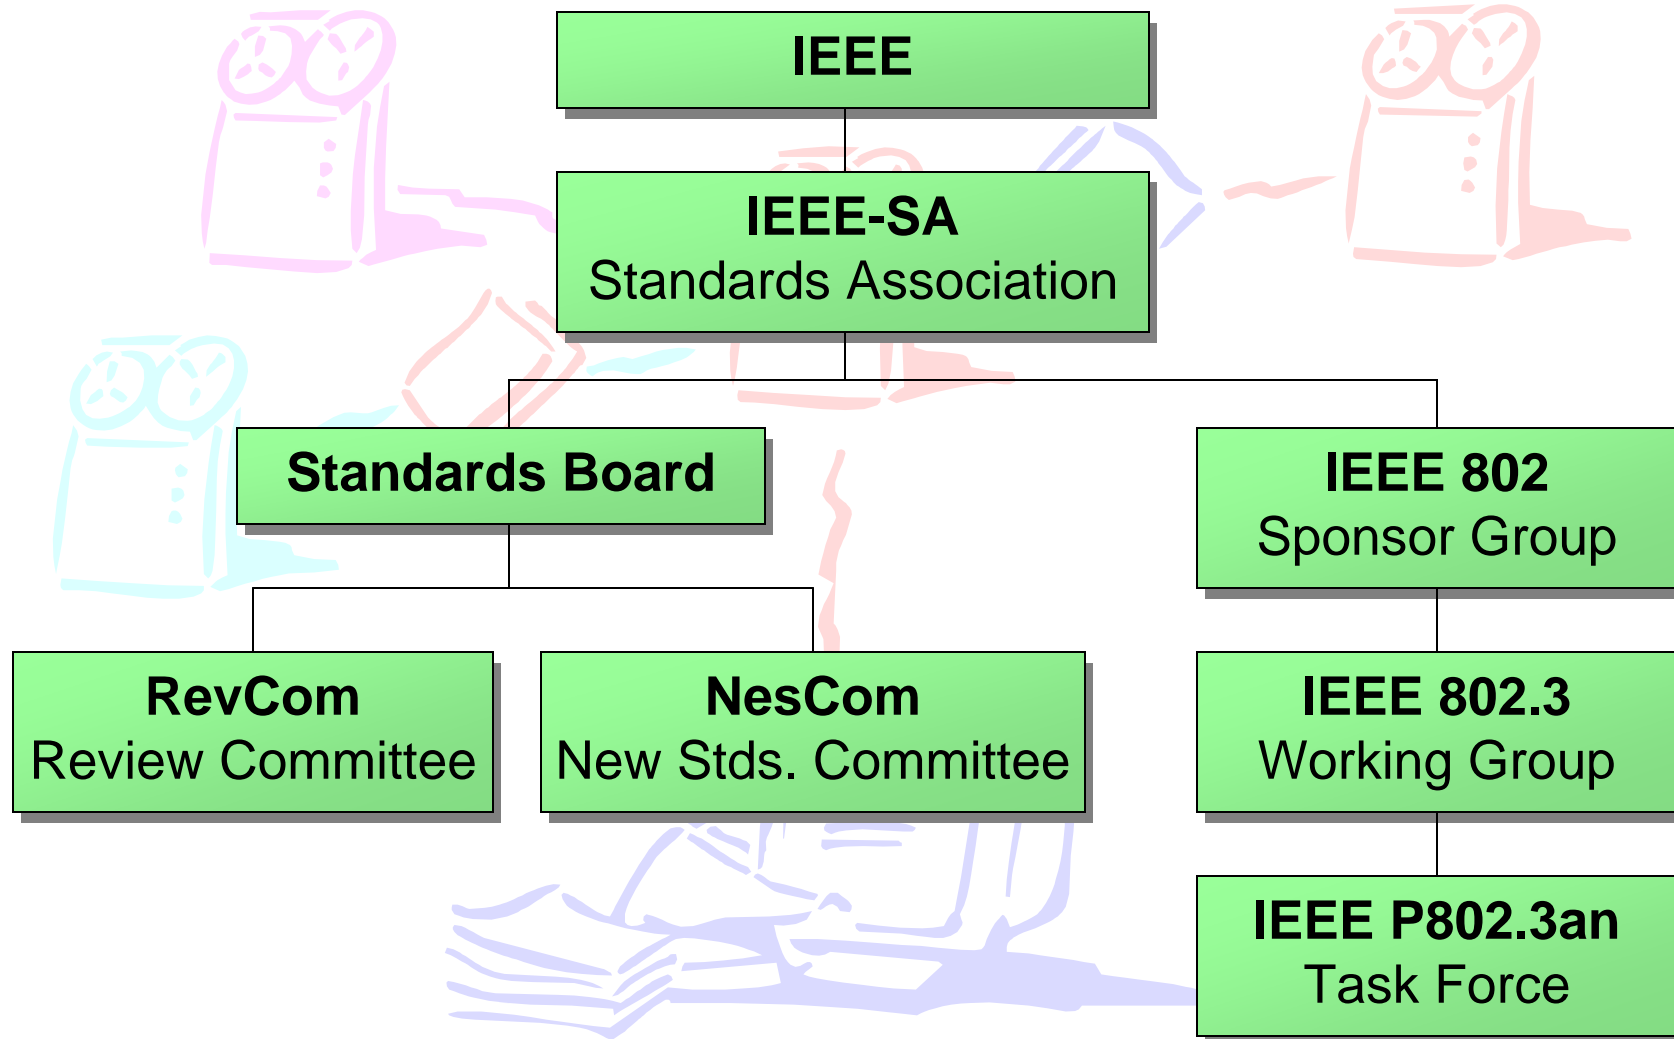 IEEE
IEEE-SA
Standards Association
Standards Board
IEEE 802
Sponsor Group
RevCom
Review Committee
NesCom
New Stds. Committee
IEEE 802.3
Working Group
IEEE P802.3an
Task Force